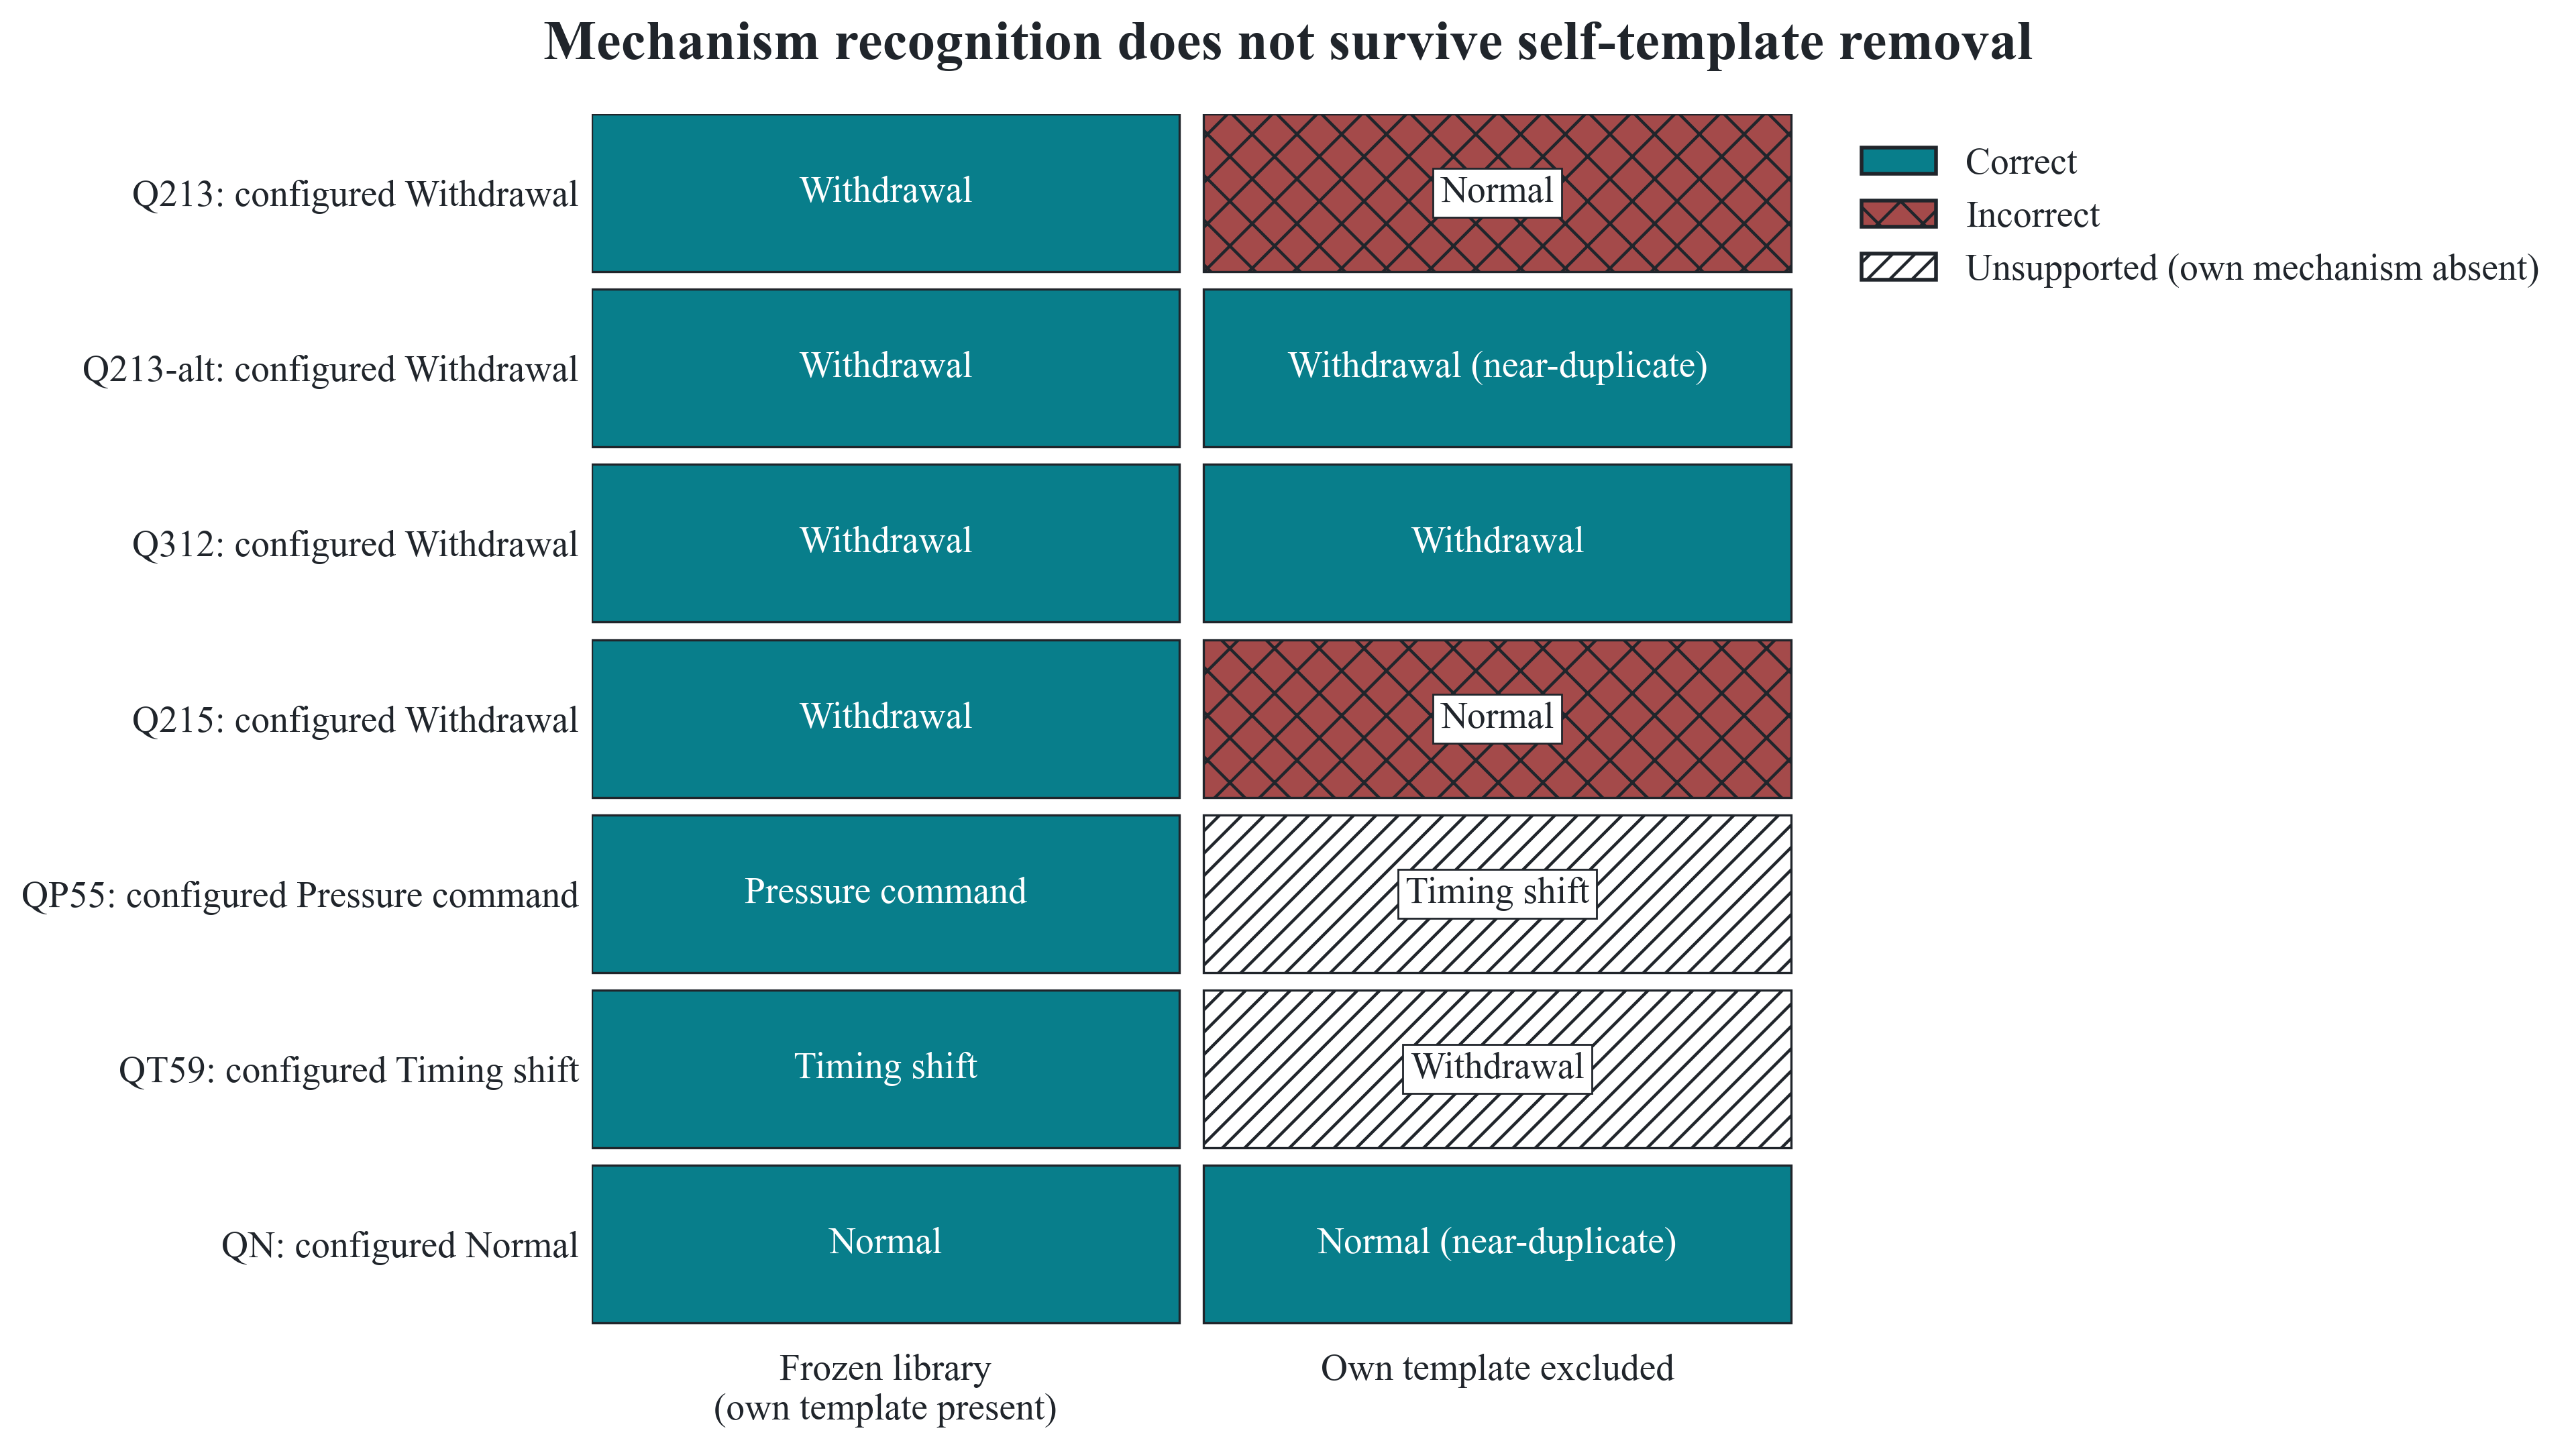 Mechanism recognition does not survive self-template removal
Q213: configured Withdrawal
Withdrawal
Normal
Q213-alt: configured Withdrawal
Withdrawal
Withdrawal (near-duplicate)
Q312: configured Withdrawal
Withdrawal
Withdrawal
Q215: configured Withdrawal
Withdrawal
Normal
QP55: configured Pressure command
Pressure command
Timing shift
QT59: configured Timing shift
Timing shift
Withdrawal
QN: configured Normal
Normal
Normal (near-duplicate)
Frozen library
(own template present)
Own template excluded
Correct
Incorrect
Unsupported (own mechanism absent)